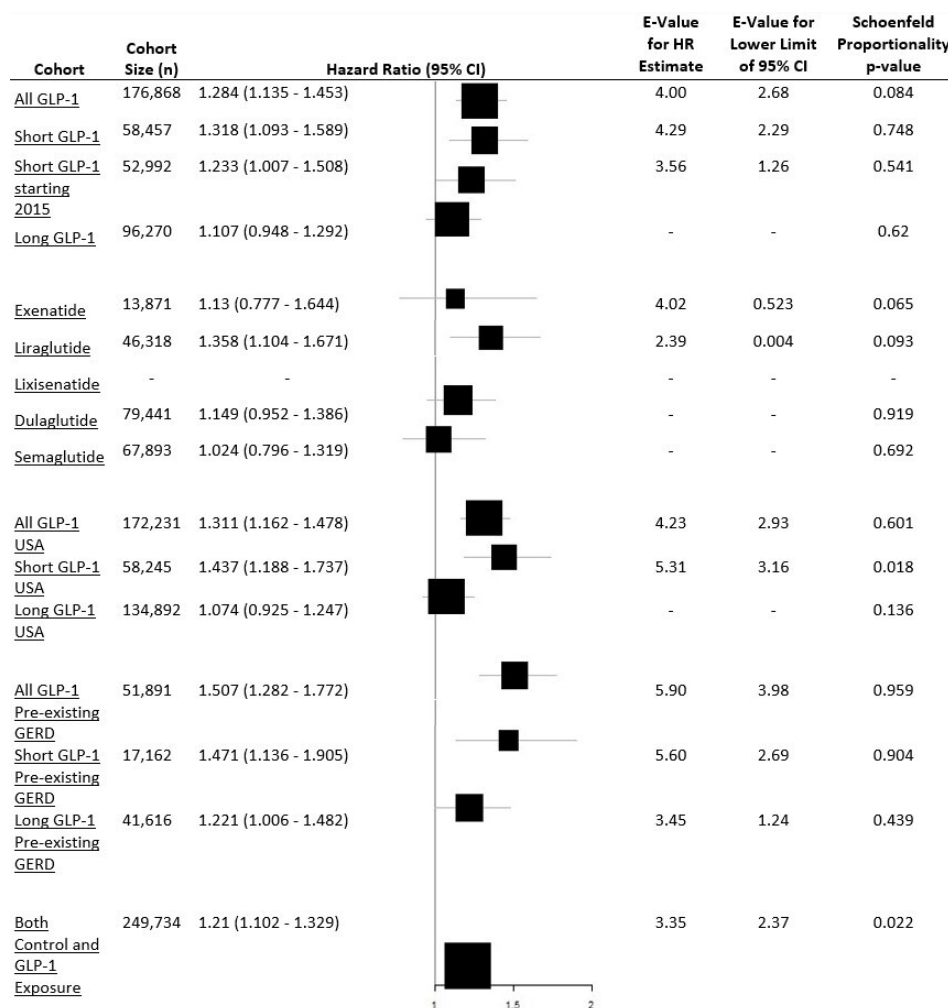 E-Value E-Value for Schoenfeld
Cohort for HR Lower Limit Proportionality
Cohort Size (n) Hazard Ratio (95% CI) Estimate of 95% CI p-value
All GLP-1 176,868 1.284 (1.135 - 1.453) 4.00 2.68 0.084
Short GLP-1 58,457 1.318 (1.093 - 1.589) 4.29 2.29 0.748
Short GLP-1 52,992 1.233 (1.007 - 1.508) 3.56 1.26 0.541
starting
2015
Long GLP-1 96,270 1.107 (0.948 - 1.292) - - 0.62
Exenatide 13,871 1.13 (0.777 - 1.644) 4.02 0.523 0.065
Liraglutide 46,318 1.358 (1.104 - 1.671) 2.39 0.004 0.093
Lixisenatide - - - - -
Dulaglutide 79,441 1.149 (0.952 - 1.386) - - 0.919
Semaglutide 67,893 1.024 (0.796 - 1.319) - - 0.692
All GLP-1 172,231 1.311 (1.162 - 1.478) 4.23 2.93 0.601
USA
Short GLP-1 58,245 1.437 (1.188 - 1.737) 5.31 3.16 0.018
USA
Long GLP-1 134,892 1.074 (0.925 - 1.247) - - 0.136
USA
All GLP-1 51,891 1.507 (1.282 - 1.772) 5.90 3.98 0.959
Pre-existing
GERD
Short GLP-1 17,162 1.471 (1.136 - 1.905) 5.60 2.69 0.904
Pre-existing
GERD
Long GLP-1 41,616 1.221 (1.006 - 1.482) 3.45 1.24 0.439
Pre-existing
GERD
Both 249,734 1.21 (1.102 - 1.329) 3.35 2.37 0.022
Control and
GLP-1
Exposure
1 1.5 2